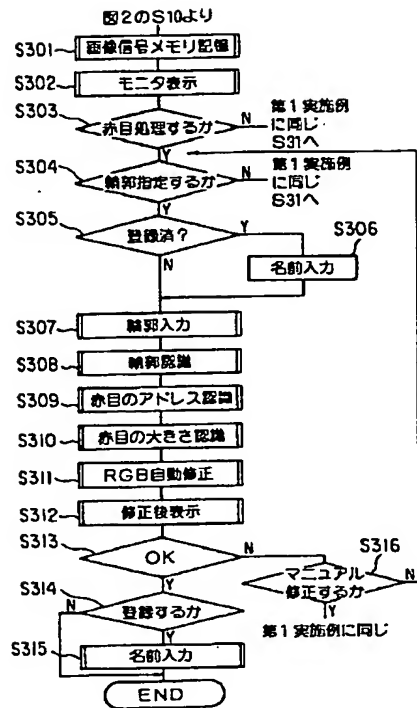 図2のS10より
S301 画像信号メモリ記憶
S302 モニタ表示
S303 赤目処理するか N 第1実施例
に同じ
S31へ
Y
S304 輪郭指定するか N 第1実施例
に同じ
S31へ
Y
S305 登録済? Y
S306
N
名前入力
S307 輪郭入力
S308 輪郭認識
S309 赤目のアドレス認識
S310 赤目の大きさ認識
S311 RGB自動修正
S312 修正後表示
S313 OK N
S316
マニュアル
修正するか N
Y
Y
第1実施例に同じ
S314 登録するか
N
Y
S315 名前入力
END